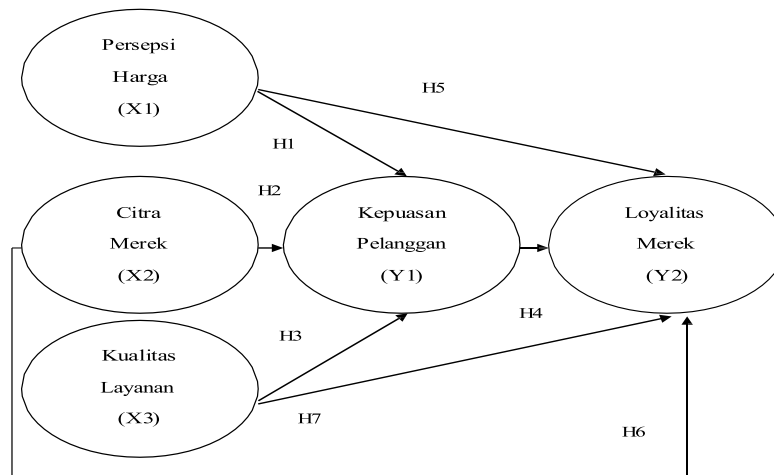 Persepsi
Harga
(X1)
H5
H1
H2
Citra
Merek
(X2)
Kepuasan
Pelanggan
(Y1)
Loyalitas
Merek
(Y2)
H4
H3
Kualitas
Layanan
(X3)
H7
H6